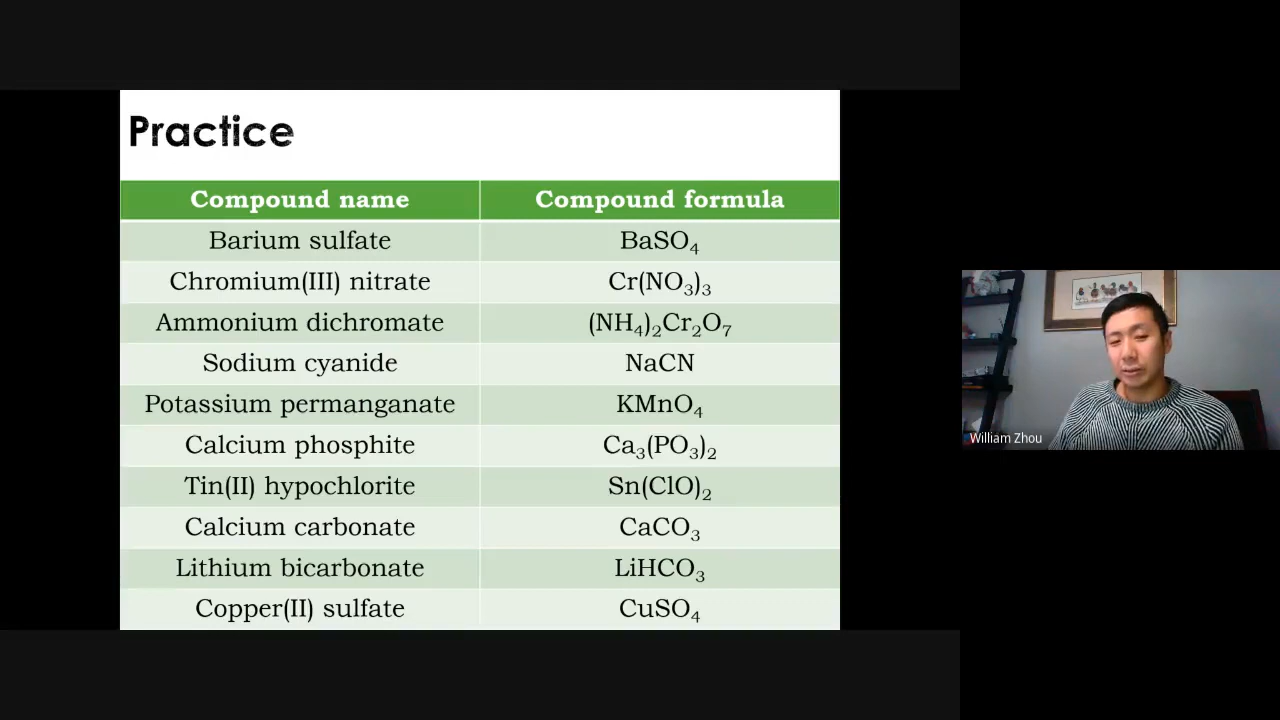 Practice
Compound name Compound formula
Barium sulfate BaSO₄
Chromium(III) nitrate Cr(NO₃)₃
Ammonium dichromate (NH₄)₂Cr₂O₇
Sodium cyanide NaCN
Potassium permanganate KMnO₄
Calcium phosphite Ca₃(PO₃)₂
Tin(II) hypochlorite Sn(ClO)₂
Calcium carbonate CaCO₃
Lithium bicarbonate LiHCO₃
Copper(II) sulfate CuSO₄
William Zhou